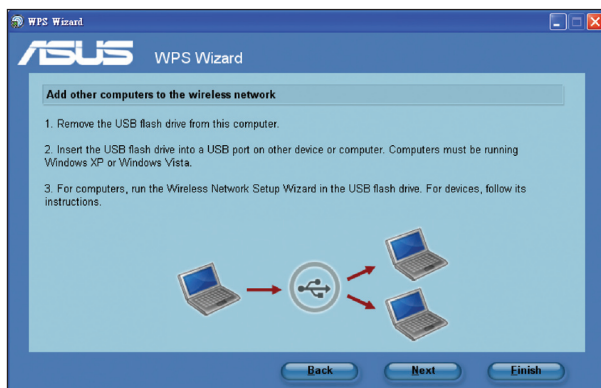 WPS Wizard
ASUS WPS Wizard
Add other computers to the wireless network
1. Remove the USB flash drive from this computer.
2. Insert the USB flash drive into a USB port on other device or computer. Computers must be running
Windows XP or Windows Vista.
3. For computers, run the Wireless Network Setup Wizard in the USB flash drive. For devices, follow its
instructions.
Back Next Finish